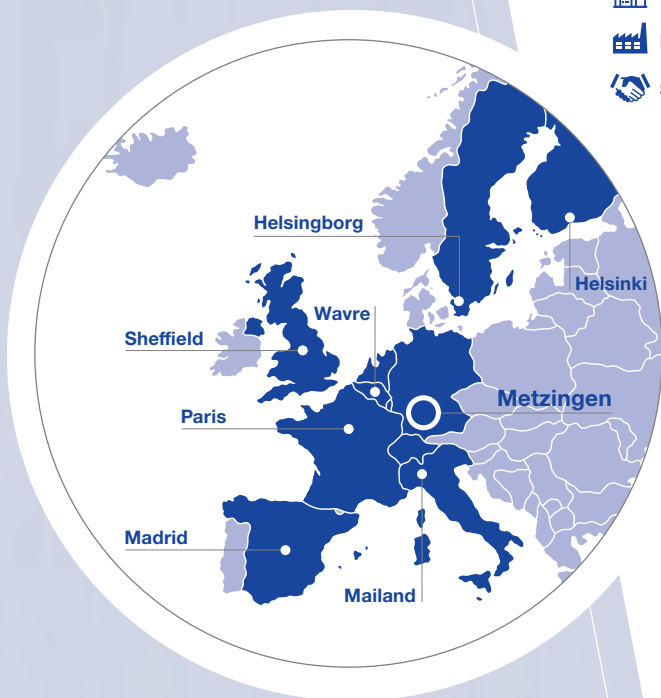 Helsingborg
Helsinki
Wavre
Sheffield
Metzingen
Paris
Madrid
Mailand